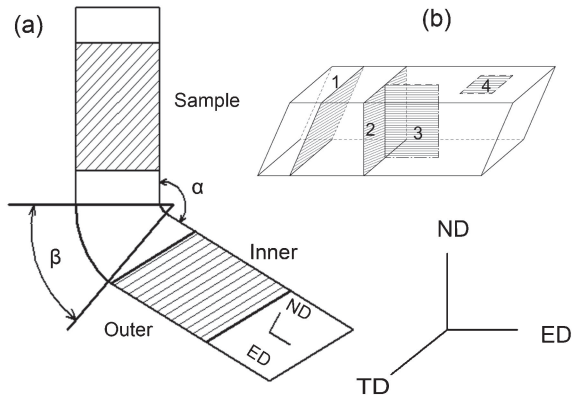 (a)
Sample
α
β
Inner
Outer
ND
ED
(b)
1
2
3
4
ND
ED
TD